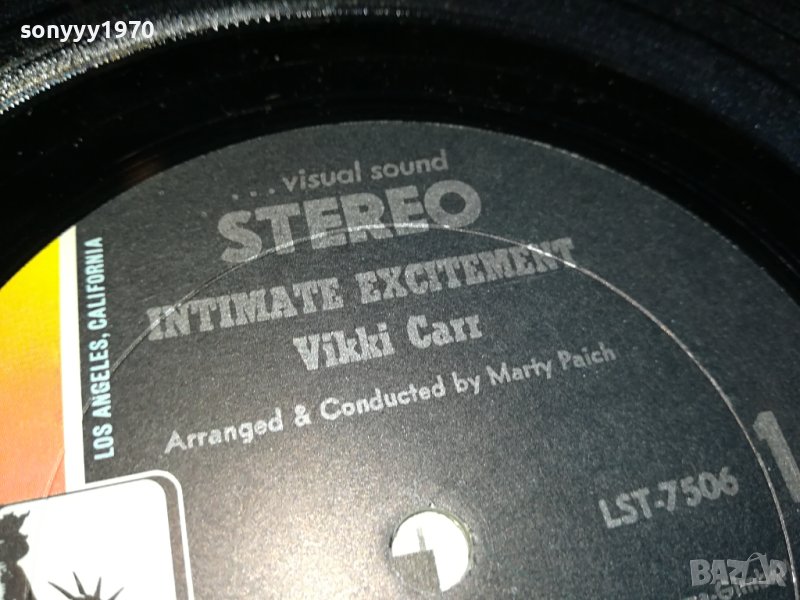 sonyyy1970
...visual sound
STEREO
INTIMATE EXCITEMENT
Vikki Carr
Arranged & Conducted by Marty Paich
LOS ANGELES, CALIFORNIA
1
LST-7506
BAZAR